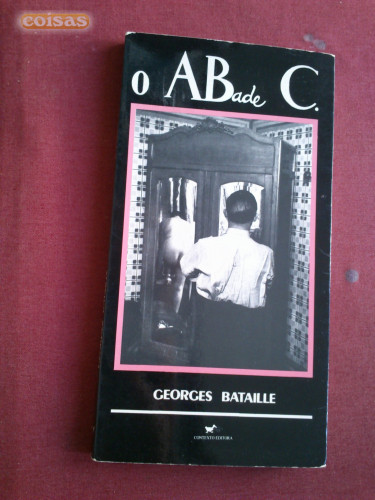 coisas
O ABade C.
GEORGES BATAILLE
CONTEXTO EDITORA